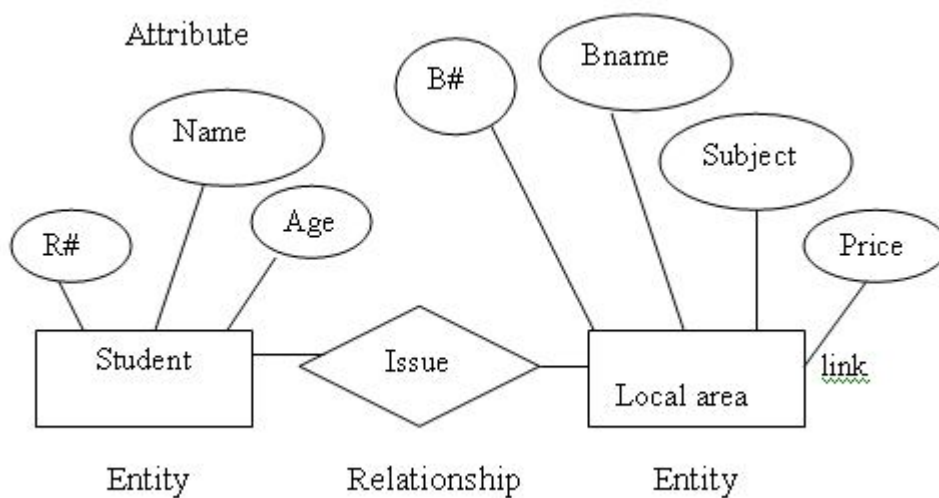 Attribute
B#
Bname
Name
Subject
R#
Age
Price
Student
Issue
Local area
link
Entity
Relationship
Entity